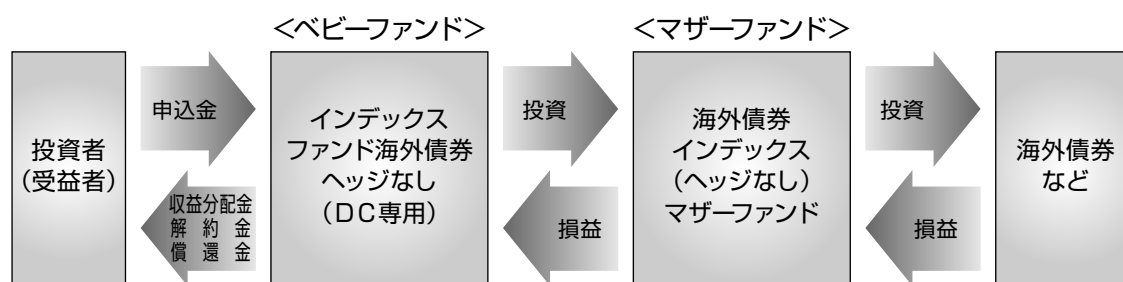 <ベビーファンド>
<マザーファンド>
投資者
(受益者)
申込金
収益分配金
解約金
償還金
インデックス
ファンド海外債券
ヘッジなし
(DC専用)
投資
損益
海外債券
インデックス
(ヘッジなし)
マザーファンド
投資
損益
海外債券
など